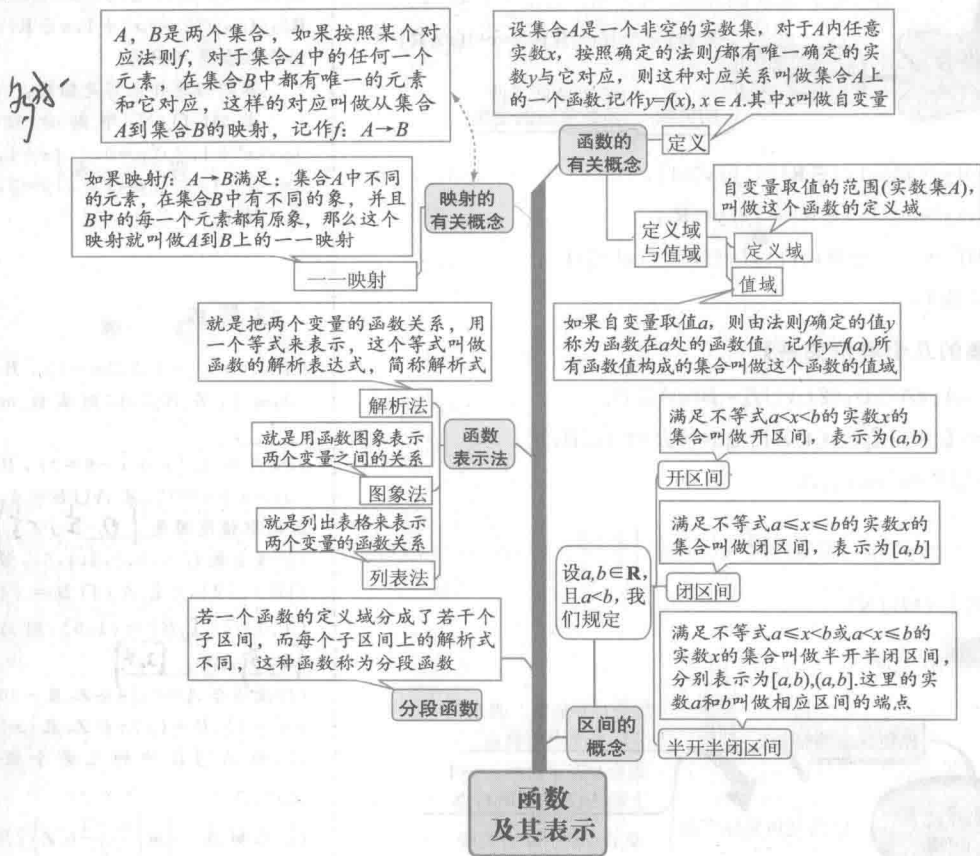 A，B是两个集合，如果按照某个对
应法则f，对于集合A中的任何一个
元素，在集合B中都有唯一的元素
和它对应，这样的对应叫做从集合
A到集合B的映射，记作f：A→B
映射的
有关概念
如果映射f：A→B满足：集合A中不同
的元素，在集合B中有不同的象，并且
B中的每一个元素都有原象，那么这个
映射就叫做A到B上的一一映射
一一映射
设集合A是一个非空的实数集，对于A内任意
实数x，按照确定的法则f都有唯一确定的实
数y与它对应，则这种对应关系叫做集合A上
的一个函数.记作y=f(x), x∈A.其中x叫做自变量
函数的
有关概念
定义
自变量取值的范围(实数集A)，
叫做这个函数的定义域
定义域
与值域
定义域
值域
如果自变量取值a，则由法则f确定的值y
称为函数在a处的函数值，记作y=f(a).所
有函数值构成的集合叫做这个函数的值域
就是把两个变量的函数关系，用
一个等式来表示，这个等式叫做
函数的解析表达式，简称解析式
解析法
函数
表示法
就是用函数图象表示
两个变量之间的关系
图象法
就是列出表格来表示
两个变量的函数关系
列表法
若一个函数的定义域分成了若干个
子区间，而每个子区间上的解析式
不同，这种函数称为分段函数
分段函数
满足不等式a<x<b的实数x的
集合叫做开区间，表示为(a,b)
开区间
满足不等式a≤x≤b的实数x的
集合叫做闭区间，表示为[a,b]
闭区间
设a,b∈R，
且a<b，我
们规定
满足不等式a≤x<b或a<x≤b的
实数x的集合叫做半开半闭区间，
分别表示为[a,b),(a,b].这里的实
数a和b叫做相应区间的端点
半开半闭区间
区间的
概念
函数
及其表示